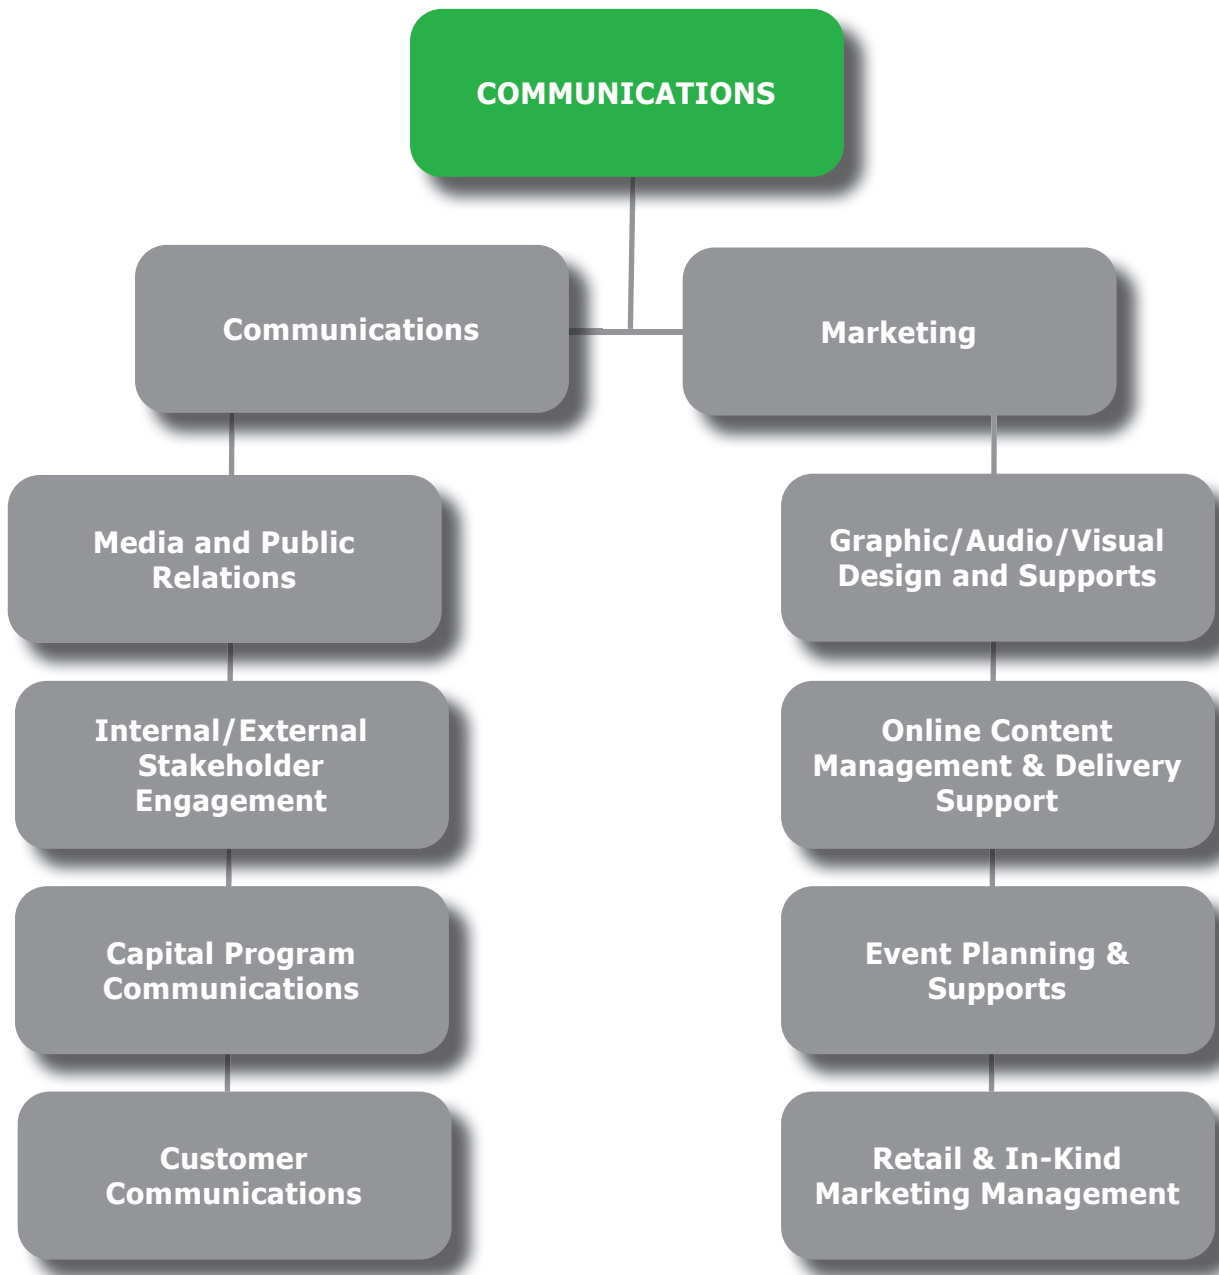 COMMUNICATIONS
Communications
Marketing
Media and Public
Relations
Internal/External
Stakeholder
Engagement
Capital Program
Communications
Customer
Communications
Graphic/Audio/Visual
Design and Supports
Online Content
Management & Delivery
Support
Event Planning &
Supports
Retail & In-Kind
Marketing Management